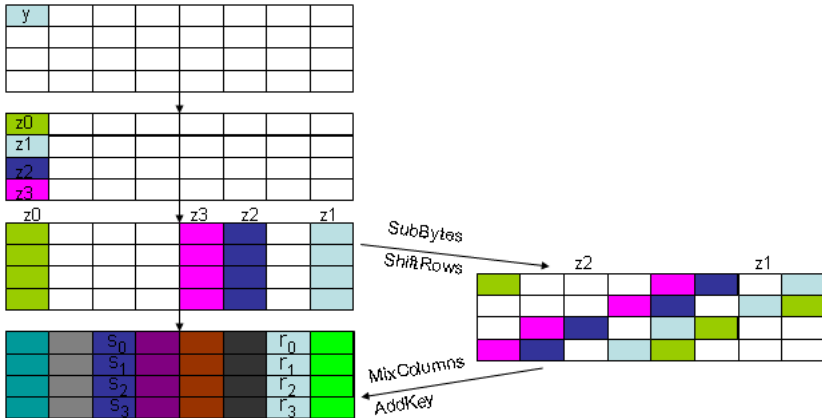 y
z0
z1
z2
z3
z0 z3 z2 z1
SubBytes
ShiftRows
z2 z1
s0 r0
s1 r1
s2 r2
s3 r3
MixColumns
AddKey